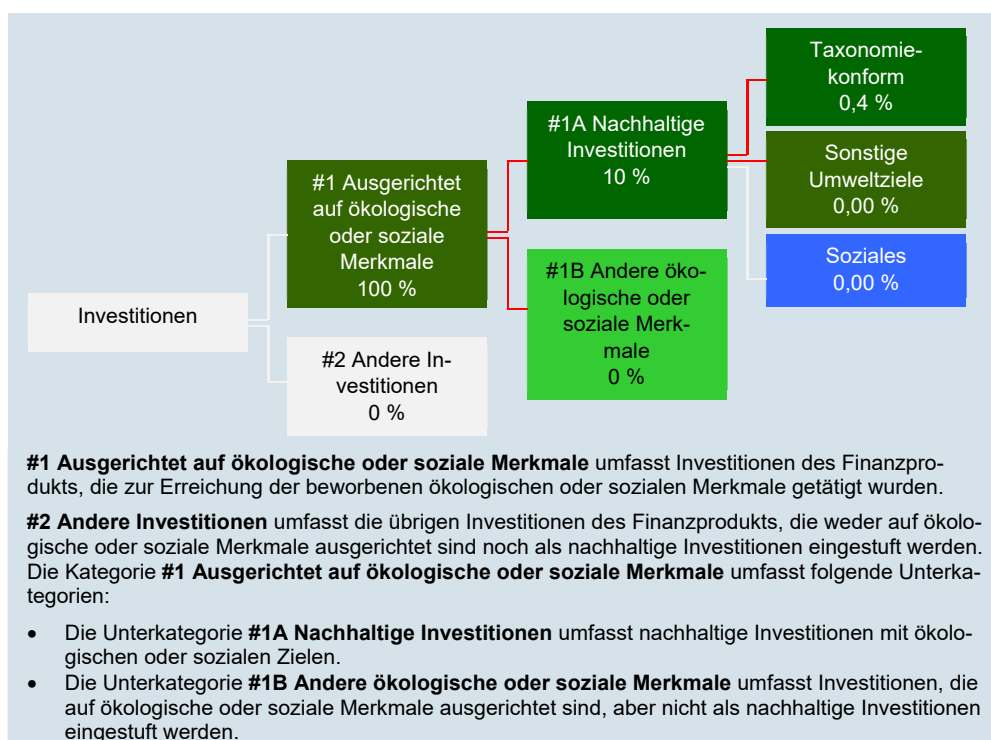 Investitionen
#1 Ausgerichtet
auf ökologische
oder soziale
Merkmale
100 %
#2 Andere In-
vestitionen
0 %
#1A Nachhaltige
Investitionen
10 %
#1B Andere öko-
logische oder
soziale Merk-
male
0 %
Taxonomie-
konform
0,4 %
Sonstige
Umweltziele
0,00 %
Soziales
0,00 %
#1 Ausgerichtet auf ökologische oder soziale Merkmale umfasst Investitionen des Finanzpro-
dukts, die zur Erreichung der beworbenen ökologischen oder sozialen Merkmale getätigt wurden.
#2 Andere Investitionen umfasst die übrigen Investitionen des Finanzprodukts, die weder auf ökolo-
gische oder soziale Merkmale ausgerichtet sind noch als nachhaltige Investitionen eingestuft werden.
Die Kategorie #1 Ausgerichtet auf ökologische oder soziale Merkmale umfasst folgende Unterka-
tegorien:
• Die Unterkategorie #1A Nachhaltige Investitionen umfasst nachhaltige Investitionen mit ökolo-
gischen oder sozialen Zielen.
• Die Unterkategorie #1B Andere ökologische oder soziale Merkmale umfasst Investitionen, die
auf ökologische oder soziale Merkmale ausgerichtet sind, aber nicht als nachhaltige Investitionen
eingestuft werden.